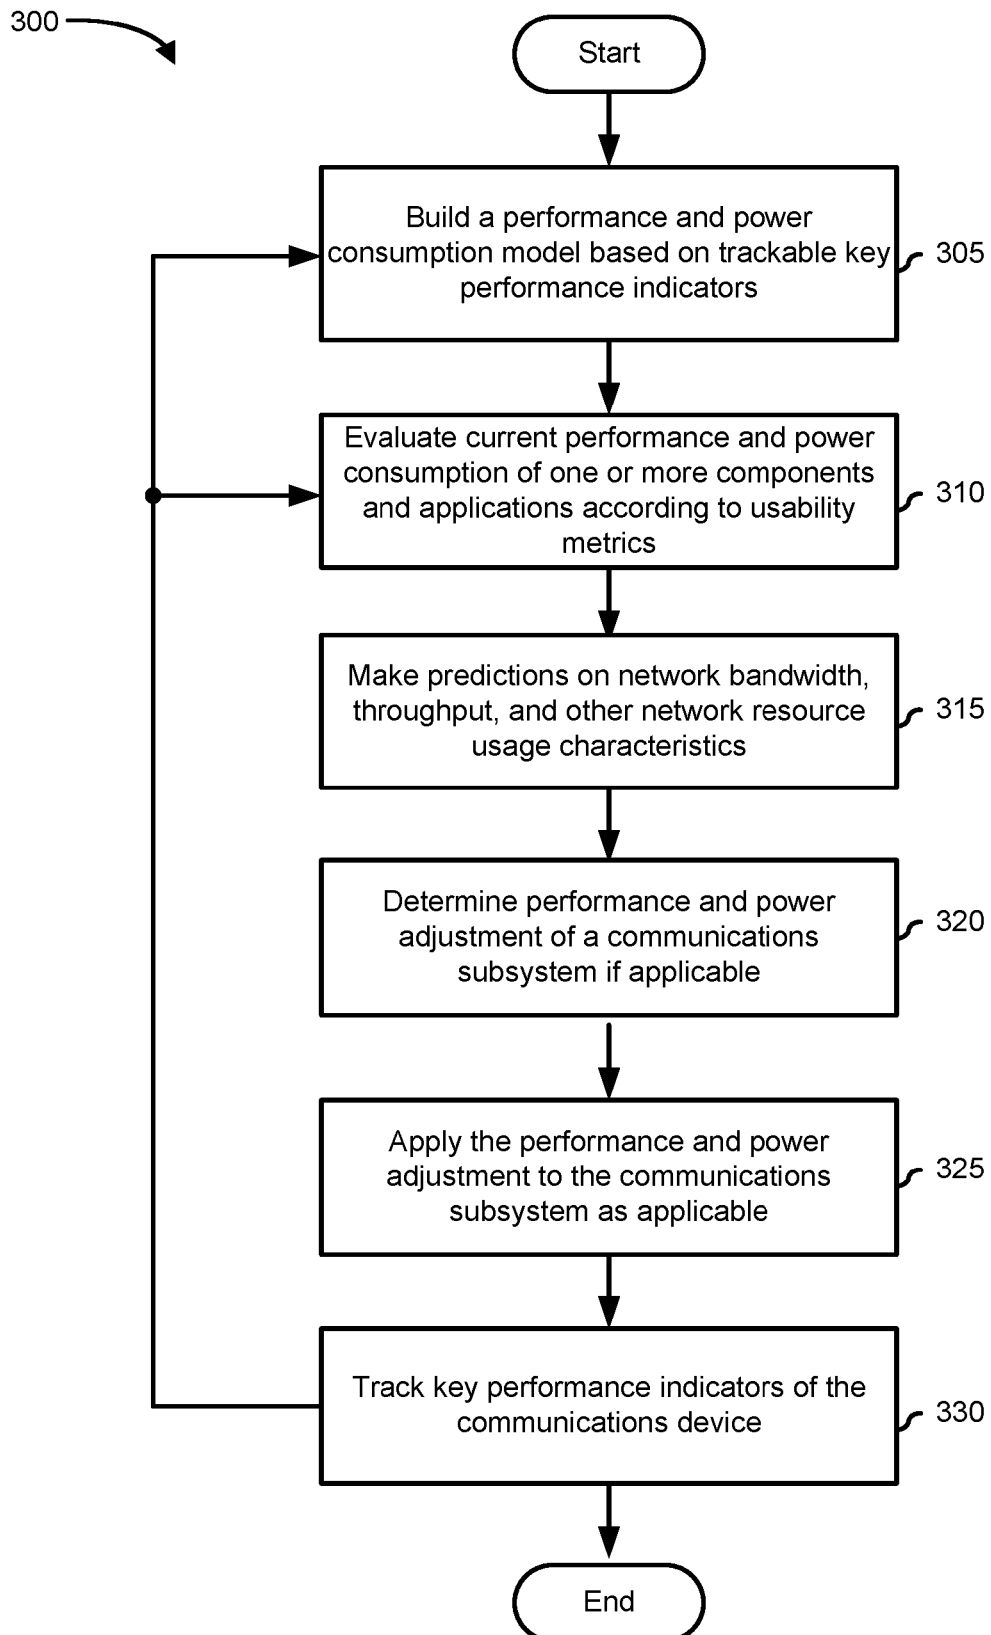 300
Start
Build a performance and power
consumption model based on trackable key
performance indicators
305
Evaluate current performance and power
consumption of one or more components
and applications according to usability
metrics
310
Make predictions on network bandwidth,
throughput, and other network resource
usage characteristics
315
Determine performance and power
adjustment of a communications
subsystem if applicable
320
Apply the performance and power
adjustment to the communications
subsystem as applicable
325
Track key performance indicators of the
communications device
330
End